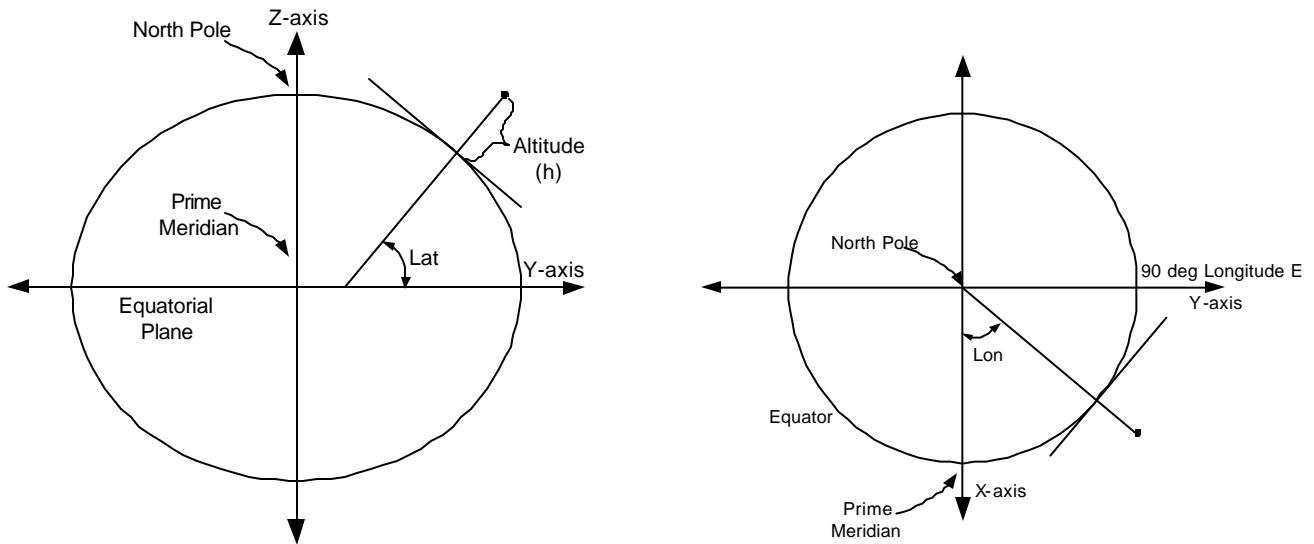 Z-axis
North Pole
Altitude
(h)
Prime
Meridian
Lat
Y-axis
Equatorial
Plane
North Pole
90 deg Longitude E
Y-axis
Lon
Equator
X-axis
Prime
Meridian